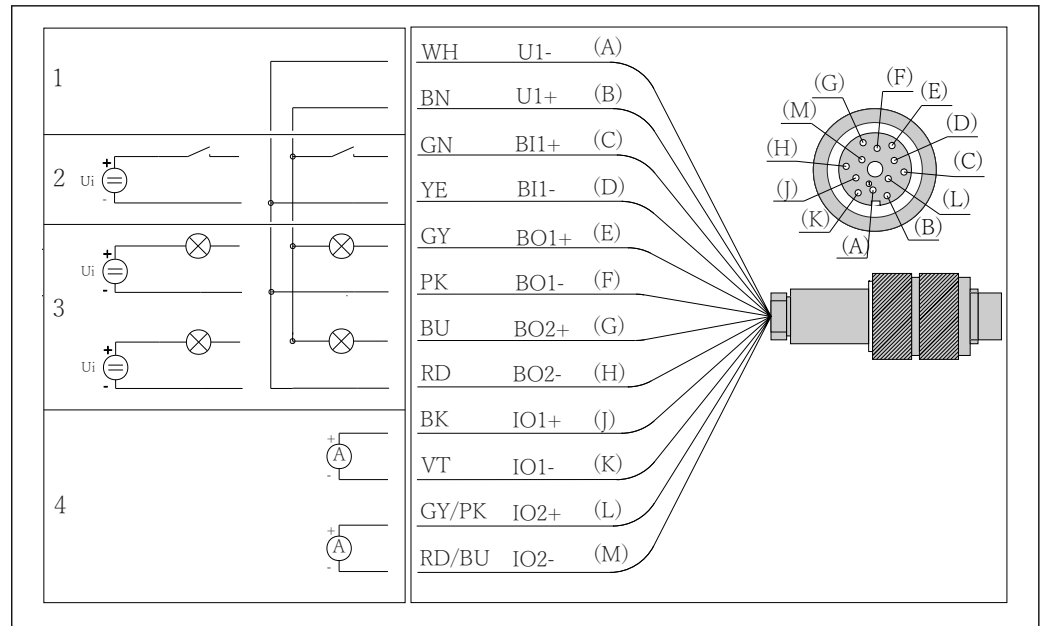 1
2
Ui
+
-
3
Ui
+
-
Ui
+
-
4
+
A
-
+
A
-
WH U1- (A)
BN U1+ (B)
GN BI1+ (C)
YE BI1- (D)
GY BO1+ (E)
PK BO1- (F)
BU BO2+ (G)
RD BO2- (H)
BK IO1+ (J)
VT IO1- (K)
GY/PK IO2+ (L)
RD/BU IO2- (M)
(F)
(G) (E)
(M) (D)
(H) (C)
(J) (L)
(K) (B)
(A)